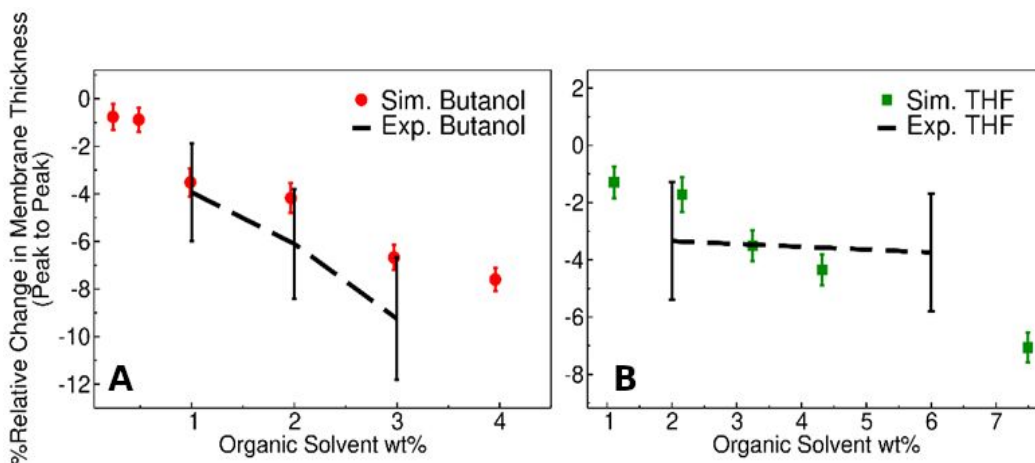 %Relative Change in Membrane Thickness
(Peak to Peak)
0
-2
-4
-6
-8
-10
-12
Sim. Butanol
Exp. Butanol
A
1
2
3
4
Organic Solvent wt%
2
0
-2
-4
-6
-8
Sim. THF
Exp. THF
B
1
2
3
4
5
6
7
Organic Solvent wt%